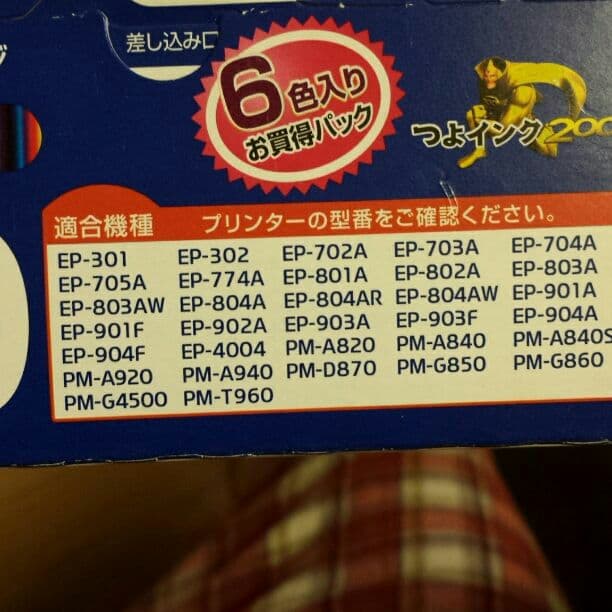 ジ
差し込み口
6色入り
お買得パック
つよインク200
適合機種 プリンターの型番をご確認ください。
EP-301 EP-302 EP-702A EP-703A EP-704A
EP-705A EP-774A EP-801A EP-802A EP-803A
EP-803AW EP-804A EP-804AR EP-804AW EP-901A
EP-901F EP-902A EP-903A EP-903F EP-904A
EP-904F EP-4004 PM-A820 PM-A840 PM-A840S
PM-A920 PM-A940 PM-D870 PM-G850 PM-G860
PM-G4500 PM-T960